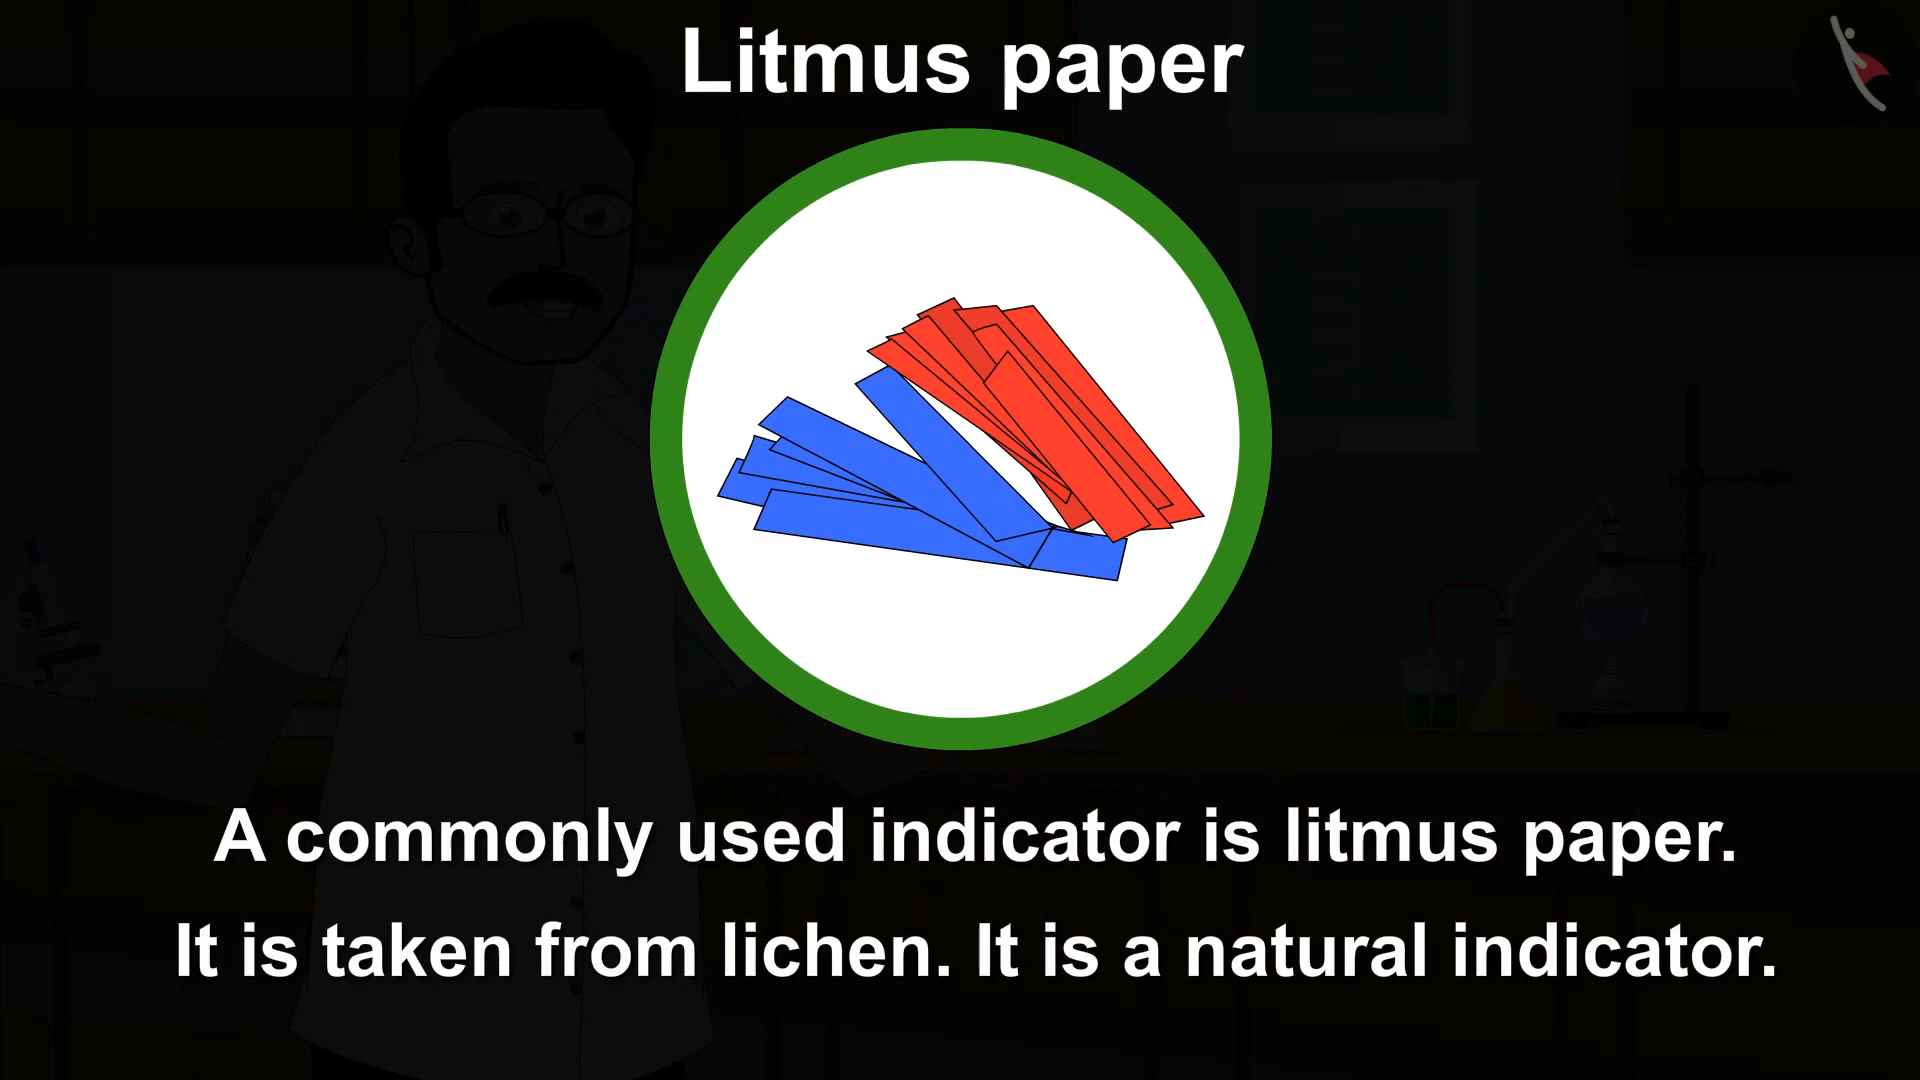 Litmus paper
A commonly used indicator is litmus paper.
It is taken from lichen. It is a natural indicator.